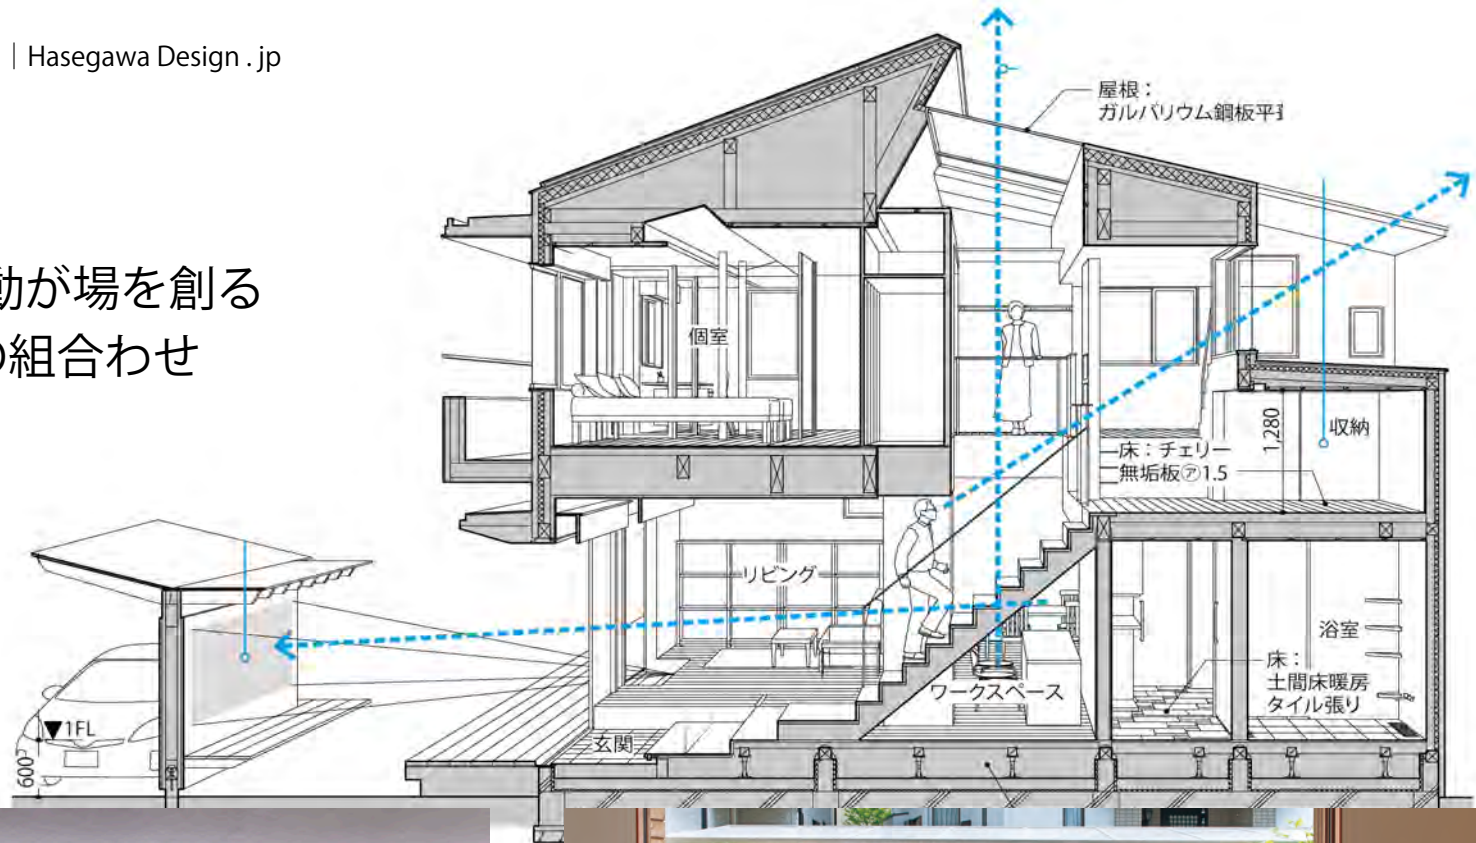 | Hasegawa Design . jp
屋根：
ガルバリウム鋼板平
動が場を創る
の組合わせ
個室
1,280
収納
床：チェリー
無垢板㋐1.5
リビング
浴室
床：
土間床暖房
タイル張り
ワークスペース
▼1FL
玄関
600